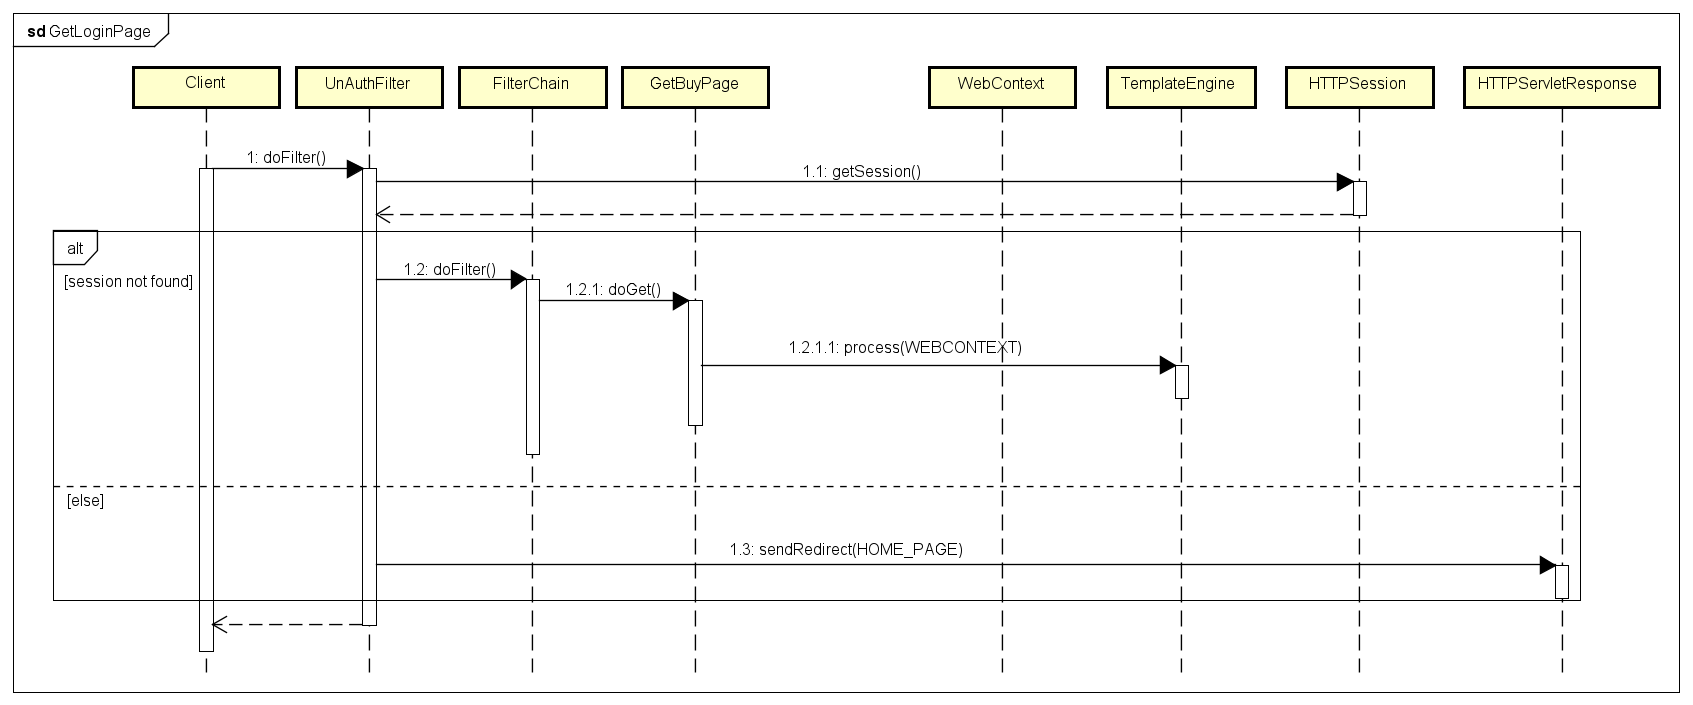 sd GetLoginPage
Client
UnAuthFilter
FilterChain
GetBuyPage
WebContext
TemplateEngine
HTTPSession
HTTPServletResponse
1: doFilter()
1.1: getSession()
alt
[session not found]
1.2: doFilter()
1.2.1: doGet()
1.2.1.1: process(WEBCONTEXT)
[else]
1.3: sendRedirect(HOME_PAGE)